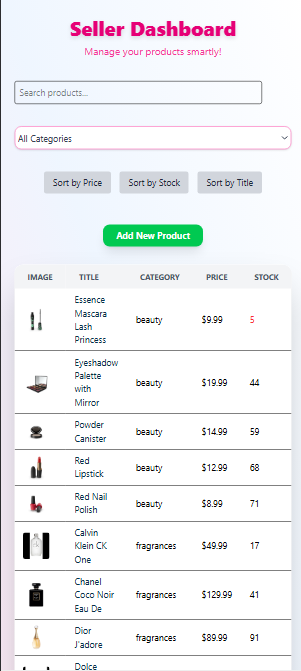 Seller Dashboard
Manage your products smartly!
Search products...
All Categories
Sort by Price Sort by Stock Sort by Title
Add New Product
IMAGE TITLE CATEGORY PRICE STOCK
Essence
Mascara
Lash
Princess
beauty $9.99 5
Eyeshadow
Palette
with
Mirror
beauty $19.99 44
Powder
Canister
beauty $14.99 59
Red
Lipstick
beauty $12.99 68
Red Nail
Polish
beauty $8.99 71
Calvin
Klein CK
One
fragrances $49.99 17
Chanel
Coco Noir
Eau De
fragrances $129.99 41
Dior
J'adore
fragrances $89.99 91
Dolce